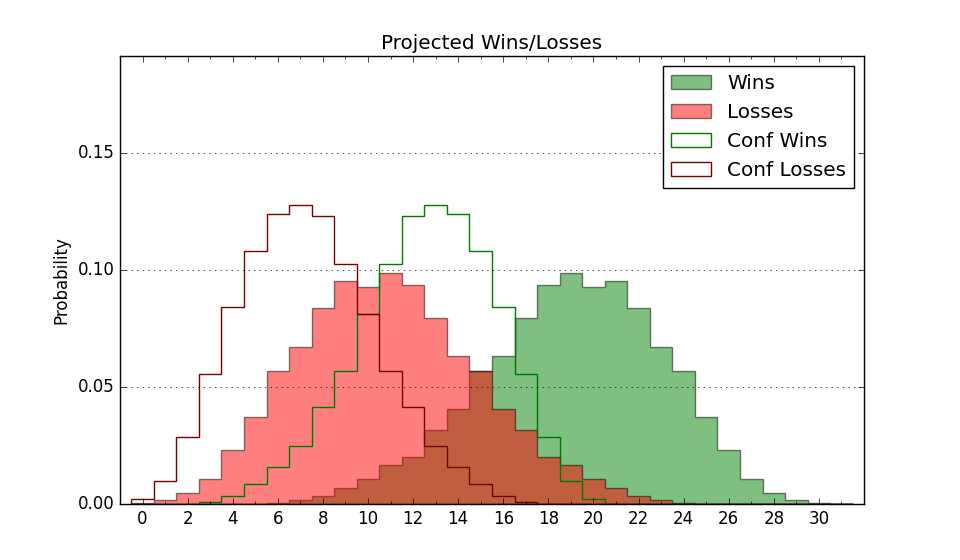 Projected Wins/Losses
Wins
Losses
Conf Wins
Conf Losses
Probability
0.15
0.10
0.05
0.00
0 2 4 6 8 10 12 14 16 18 20 22 24 26 28 30